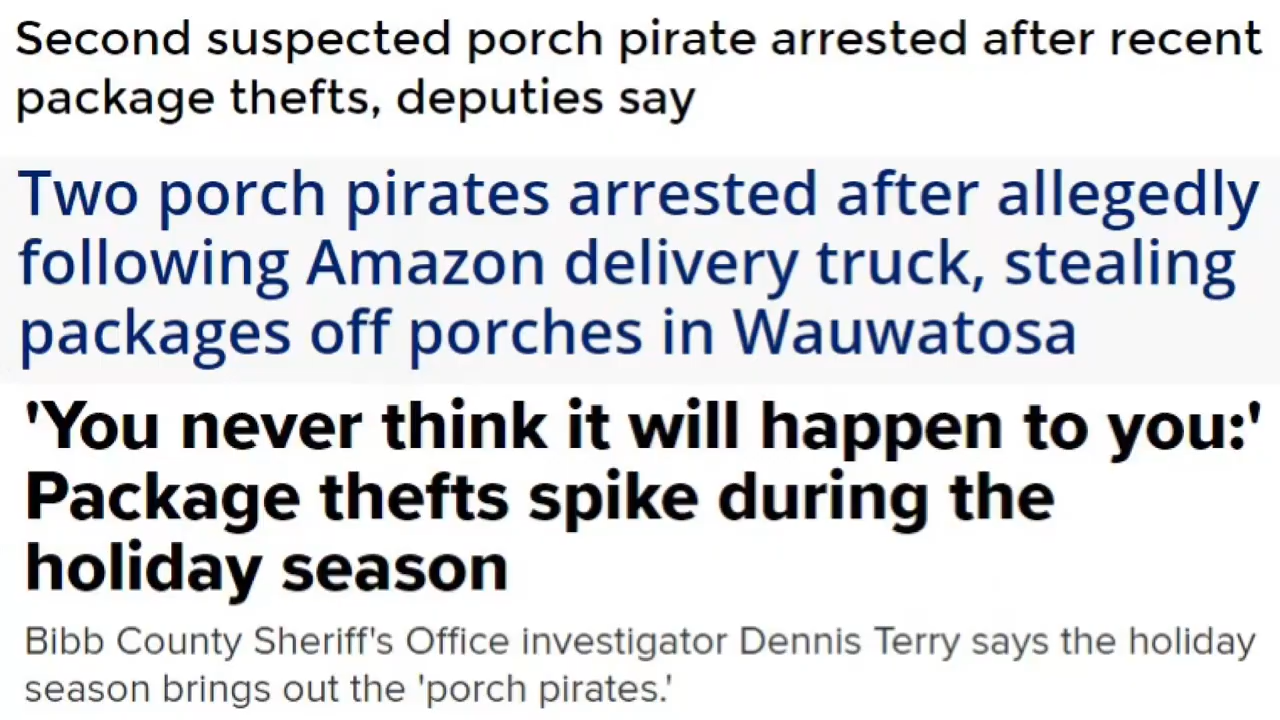 Second suspected porch pirate arrested after recent
package thefts, deputies say
Two porch pirates arrested after allegedly
following Amazon delivery truck, stealing
packages off porches in Wauwatosa
'You never think it will happen to you:'
Package thefts spike during the
holiday season
Bibb County Sheriff's Office investigator Dennis Terry says the holiday
season brings out the 'porch pirates.'